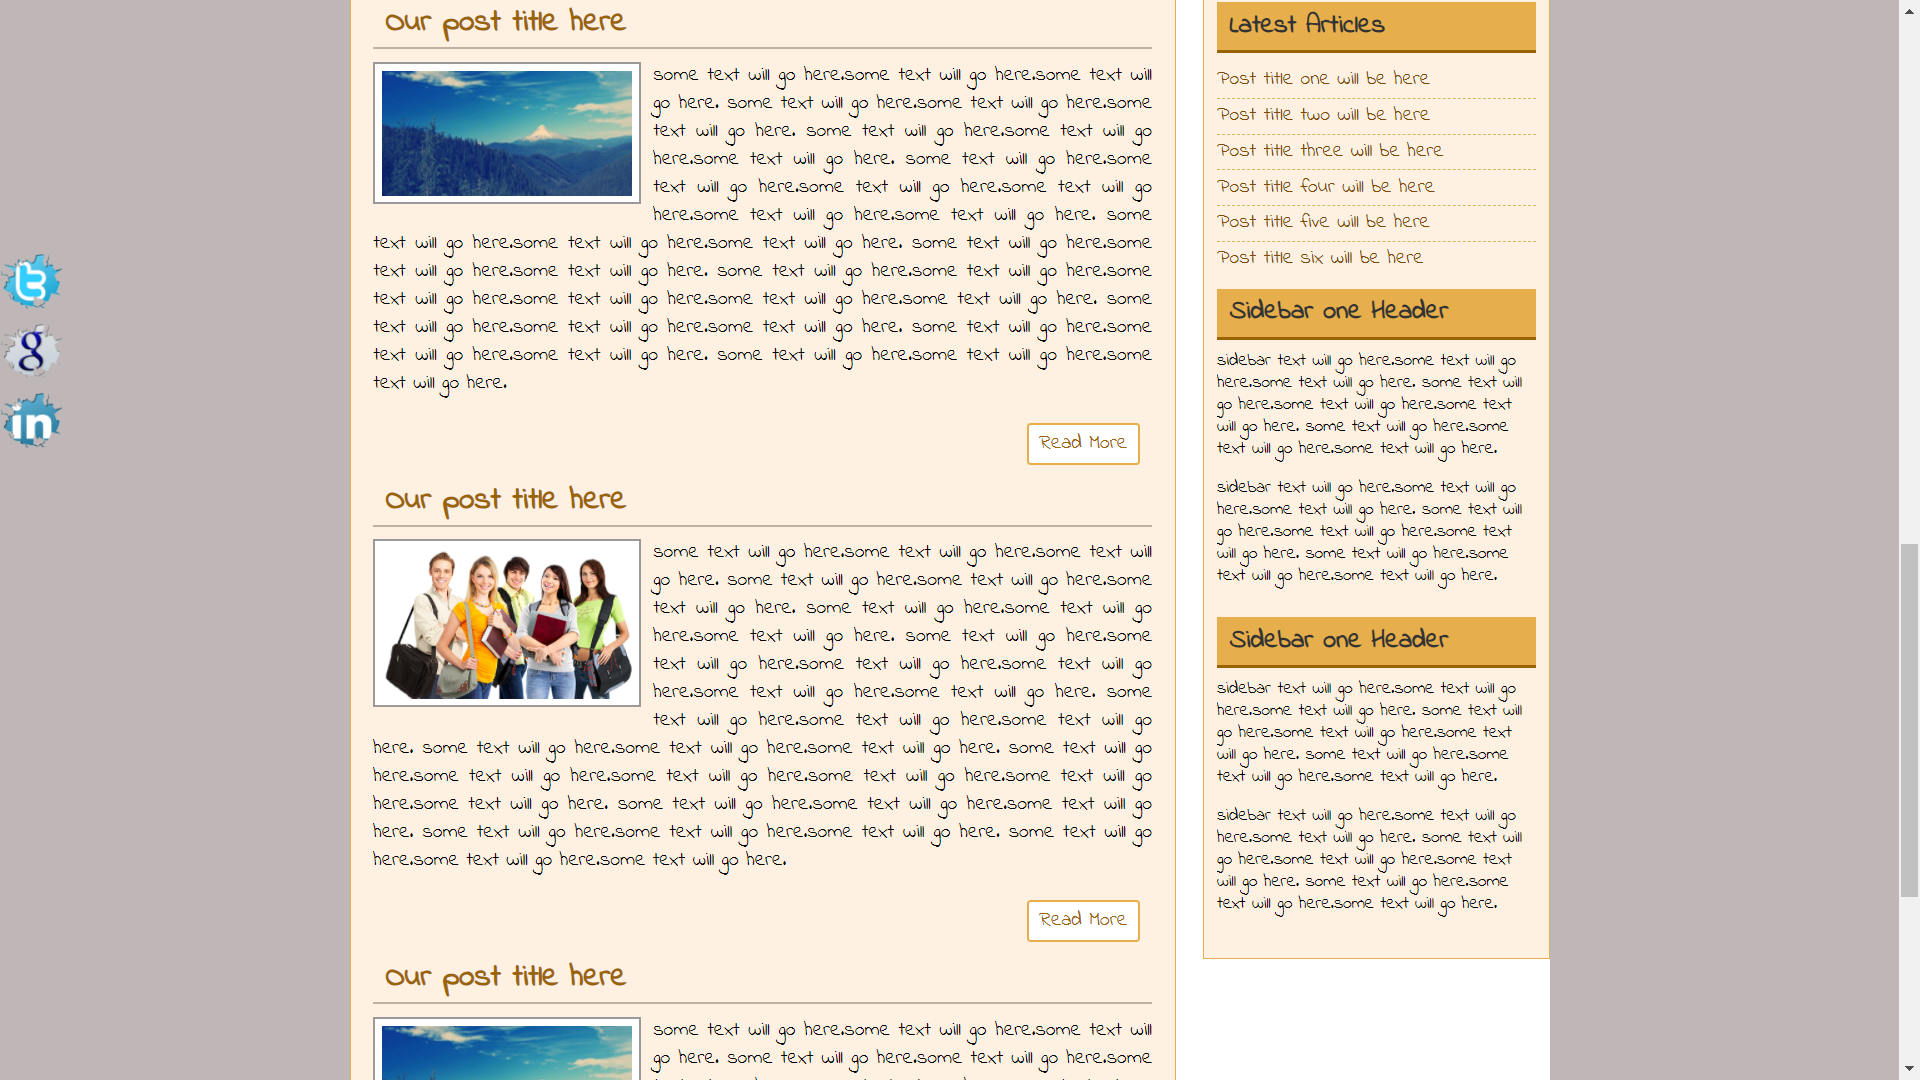 Our post title here
some text will go here.some text will go here.some text will
go here. some text will go here.some text will go here.some
text will go here. some text will go here.some text will go
here.some text will go here. some text will go here.some
text will go here.some text will go here.some text will go
here.some text will go here.some text will go here. some
text will go here.some text will go here.some text will go here. some text will go here.some
text will go here.some text will go here. some text will go here.some text will go here.some
text will go here.some text will go here.some text will go here.some text will go here. some
text will go here.some text will go here.some text will go here. some text will go here.some
text will go here.some text will go here. some text will go here.some text will go here.some
text will go here.
Read More
Our post title here
some text will go here.some text will go here.some text will
go here. some text will go here.some text will go here.some
text will go here. some text will go here.some text will go
here.some text will go here. some text will go here.some
text will go here.some text will go here.some text will go
here.some text will go here.some text will go here. some
text will go here.some text will go here.some text will go
here. some text will go here.some text will go here.some text will go here. some text will go
here.some text will go here.some text will go here.some text will go here.some text will go
here.some text will go here. some text will go here.some text will go here.some text will go
here. some text will go here.some text will go here.some text will go here. some text will go
here.some text will go here.some text will go here.
Read More
Our post title here
some text will go here.some text will go here.some text will
go here. some text will go here.some text will go here.some
Latest Articles
Post title one will be here
Post title two will be here
Post title three will be here
Post title four will be here
Post title five will be here
Post title six will be here
Sidebar one Header
sidebar text will go here.some text will go
here.some text will go here. some text will
go here.some text will go here.some text
will go here. some text will go here.some
text will go here.some text will go here.
sidebar text will go here.some text will go
here.some text will go here. some text will
go here.some text will go here.some text
will go here. some text will go here.some
text will go here.some text will go here.
Sidebar one Header
sidebar text will go here.some text will go
here.some text will go here. some text will
go here.some text will go here.some text
will go here. some text will go here.some
text will go here.some text will go here.
sidebar text will go here.some text will go
here.some text will go here. some text will
go here.some text will go here.some text
will go here. some text will go here.some
text will go here.some text will go here.
g
in